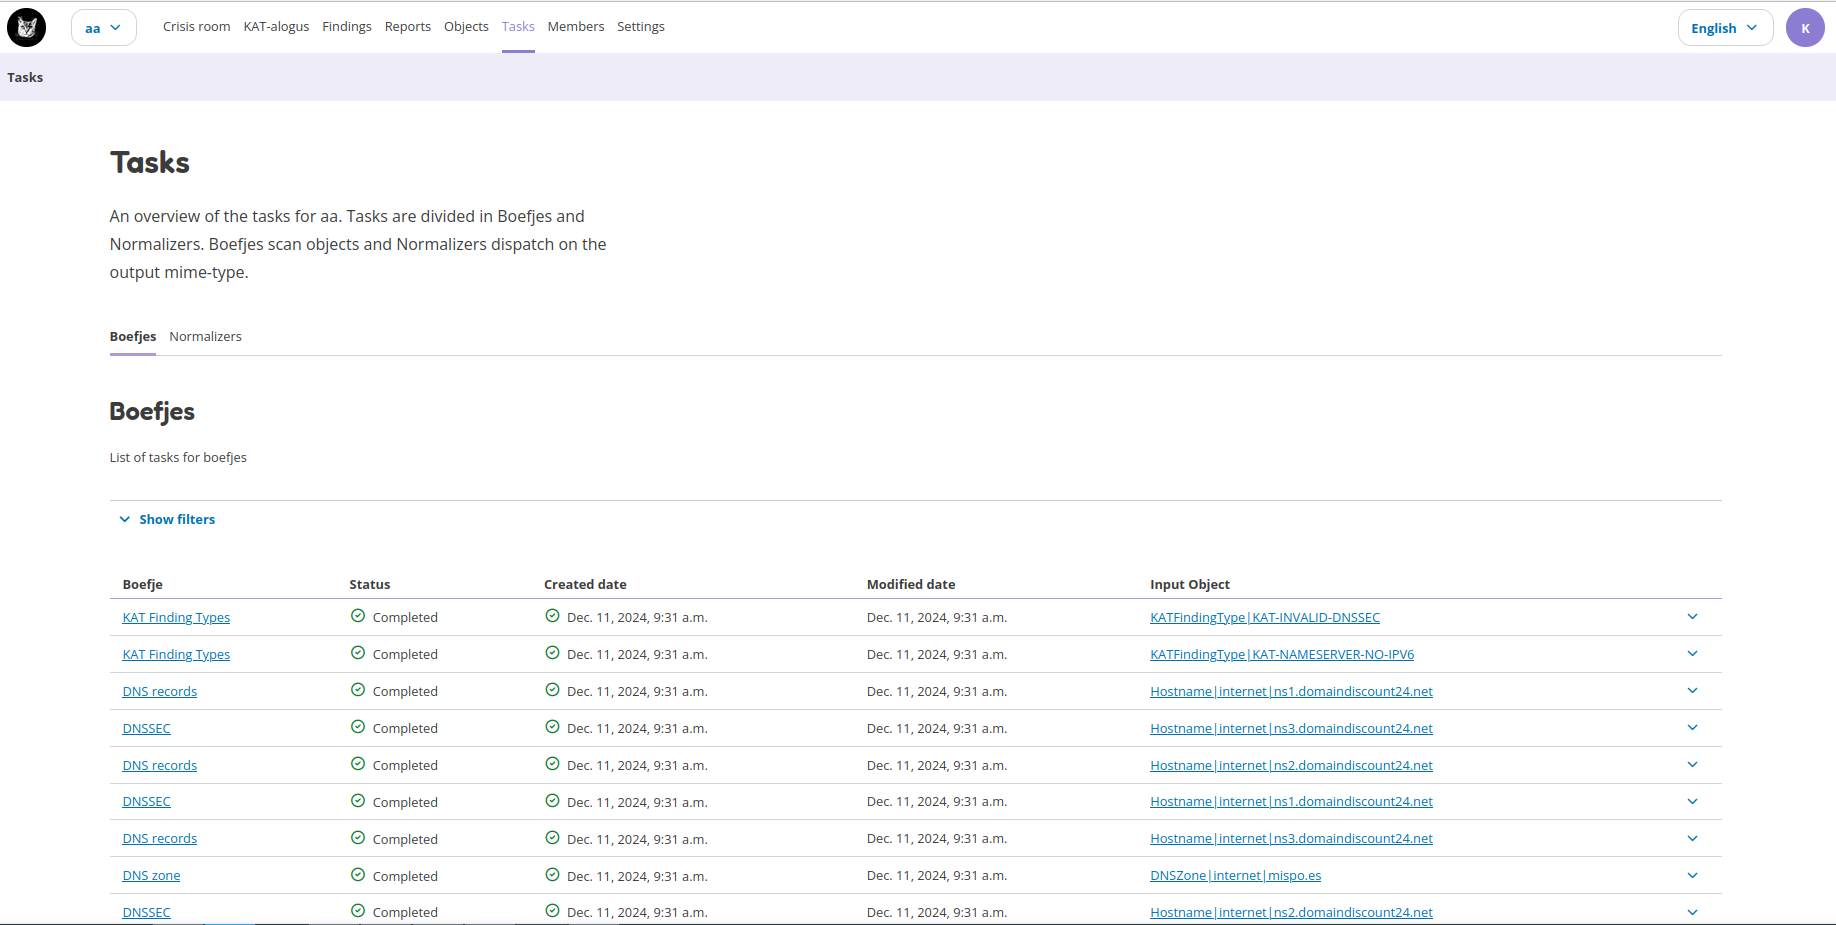 aa Crisis room KAT-alogus Findings Reports Objects Tasks Members Settings English K
Tasks
Tasks
An overview of the tasks for aa. Tasks are divided in Boefjes and
Normalizers. Boefjes scan objects and Normalizers dispatch on the
output mime-type.
Boefjes Normalizers
Boefjes
List of tasks for boefjes
Show filters
Boefje Status Created date Modified date Input Object
KAT Finding Types Completed Dec. 11, 2024, 9:31 a.m. Dec. 11, 2024, 9:31 a.m. KATFindingType|KAT-INVALID-DNSSEC
KAT Finding Types Completed Dec. 11, 2024, 9:31 a.m. Dec. 11, 2024, 9:31 a.m. KATFindingType|KAT-NAMESERVER-NO-IPV6
DNS records Completed Dec. 11, 2024, 9:31 a.m. Dec. 11, 2024, 9:31 a.m. Hostname|internet|ns1.domaindiscount24.net
DNSSEC Completed Dec. 11, 2024, 9:31 a.m. Dec. 11, 2024, 9:31 a.m. Hostname|internet|ns3.domaindiscount24.net
DNS records Completed Dec. 11, 2024, 9:31 a.m. Dec. 11, 2024, 9:31 a.m. Hostname|internet|ns2.domaindiscount24.net
DNSSEC Completed Dec. 11, 2024, 9:31 a.m. Dec. 11, 2024, 9:31 a.m. Hostname|internet|ns1.domaindiscount24.net
DNS records Completed Dec. 11, 2024, 9:31 a.m. Dec. 11, 2024, 9:31 a.m. Hostname|internet|ns3.domaindiscount24.net
DNS zone Completed Dec. 11, 2024, 9:31 a.m. Dec. 11, 2024, 9:31 a.m. DNSZone|internet|mispo.es
DNSSEC Completed Dec. 11, 2024, 9:31 a.m. Dec. 11, 2024, 9:31 a.m. Hostname|internet|ns2.domaindiscount24.net